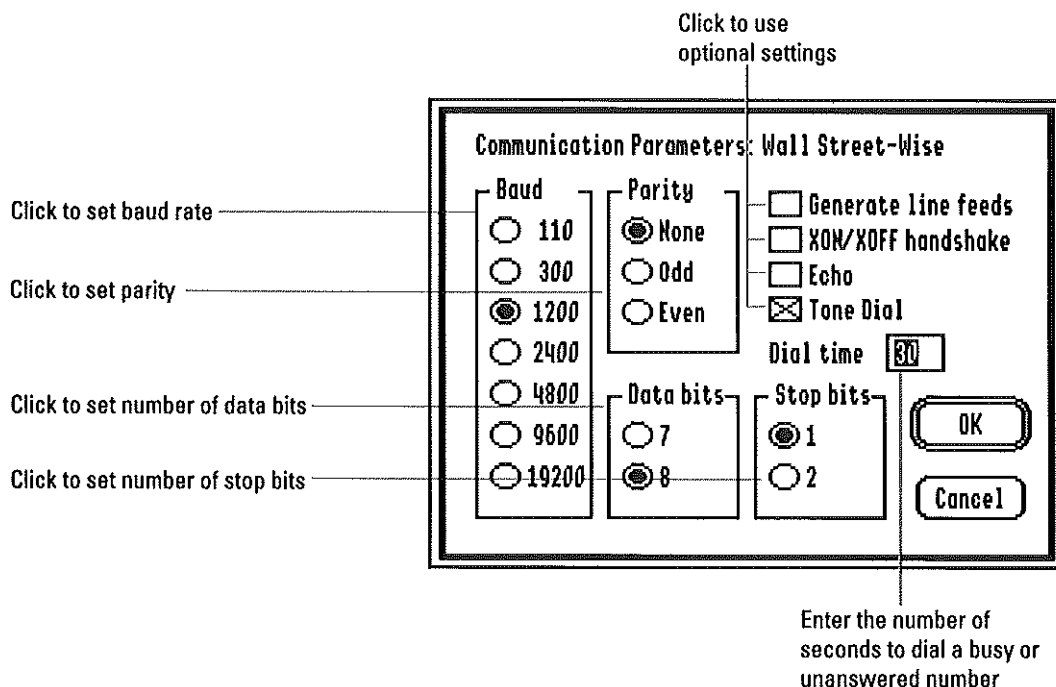 Click to use
optional settings
Communication Parameters: Wall Street-Wise
Click to set baud rate
Click to set parity
Click to set number of data bits
Click to set number of stop bits
Baud
110
300
1200
2400
4800
9600
19200
Parity
None
Odd
Even
Generate line feeds
XON/XOFF handshake
Echo
Tone Dial
Dial time 30
Data bits
7
8
Stop bits
1
2
OK
Cancel
Enter the number of
seconds to dial a busy or
unanswered number